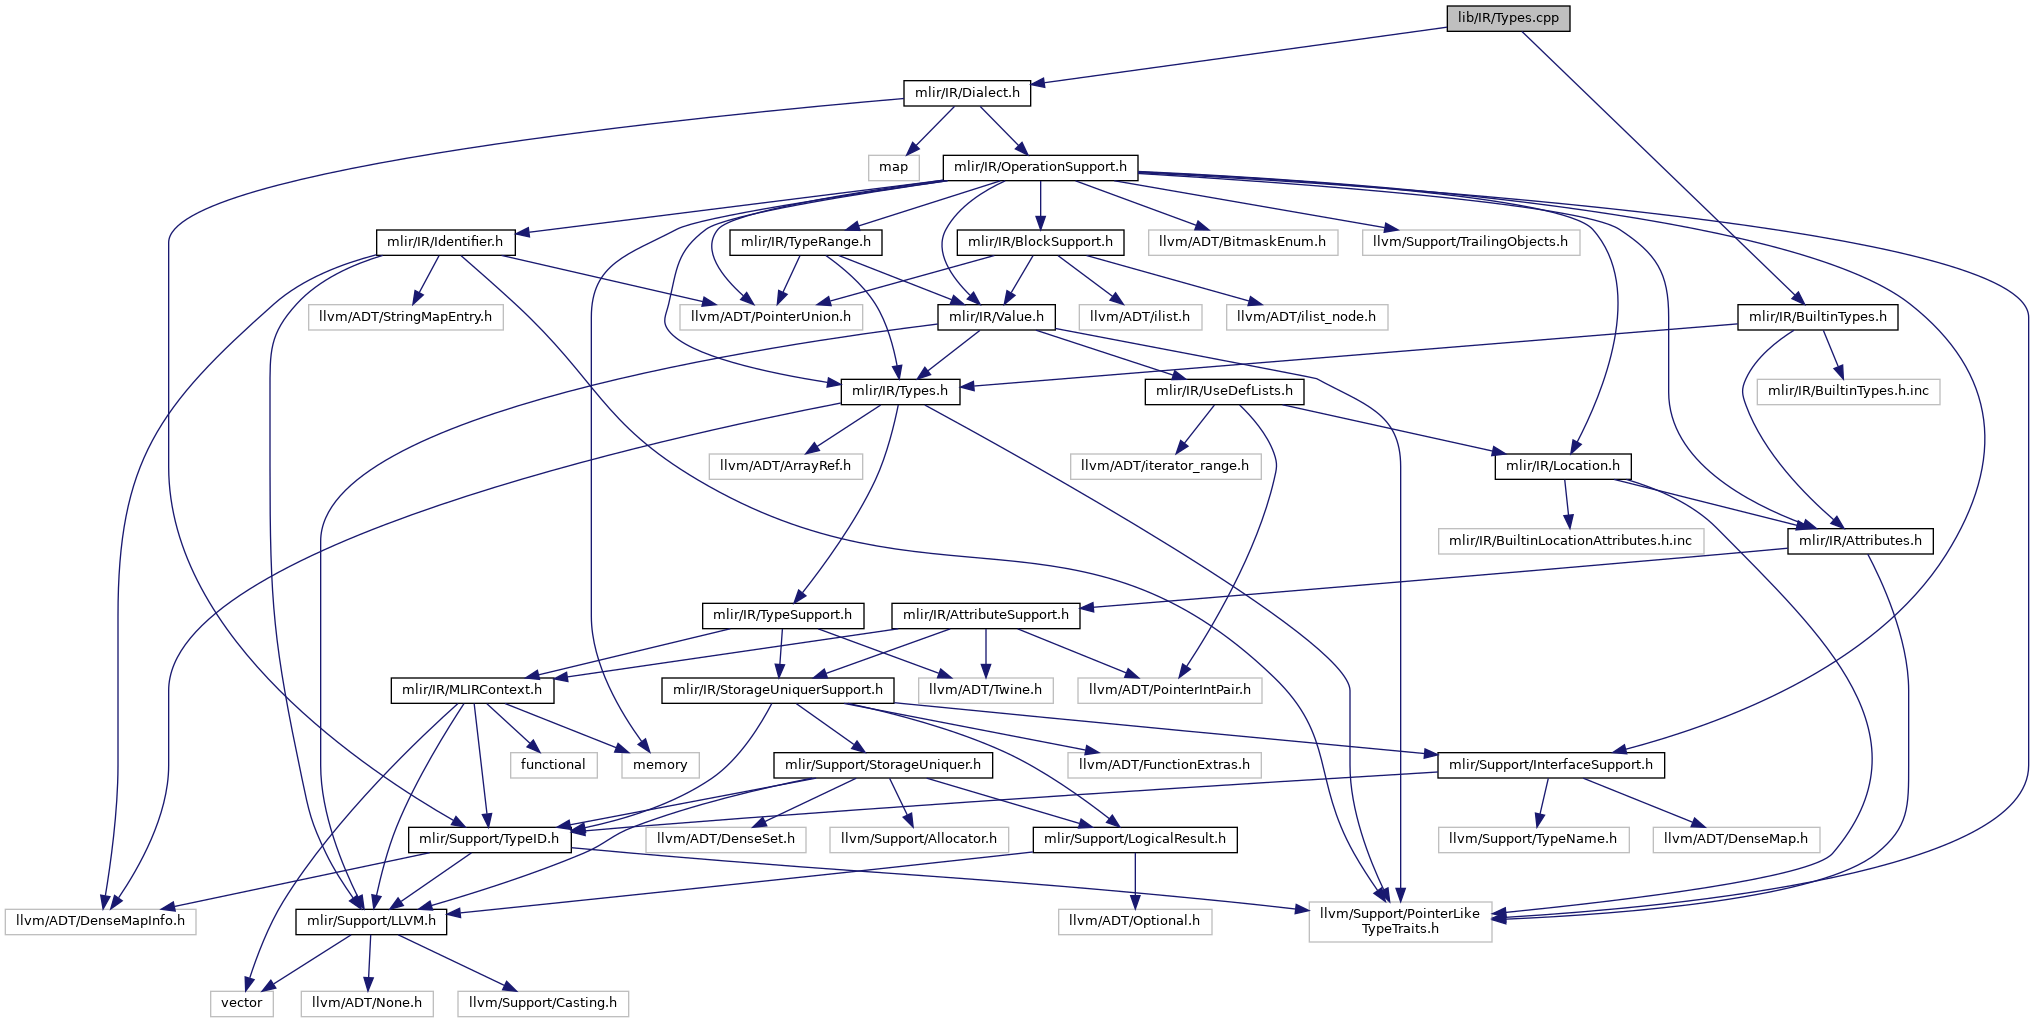 lib/IR/Types.cpp
mlir/IR/Dialect.h
map
mlir/IR/OperationSupport.h
mlir/IR/Identifier.h
mlir/IR/TypeRange.h
mlir/IR/BlockSupport.h
llvm/ADT/BitmaskEnum.h
llvm/Support/TrailingObjects.h
llvm/ADT/StringMapEntry.h
llvm/ADT/PointerUnion.h
mlir/IR/Value.h
llvm/ADT/ilist.h
llvm/ADT/ilist_node.h
mlir/IR/BuiltinTypes.h
mlir/IR/Types.h
mlir/IR/UseDefLists.h
mlir/IR/BuiltinTypes.h.inc
llvm/ADT/ArrayRef.h
llvm/ADT/iterator_range.h
mlir/IR/Location.h
mlir/IR/BuiltinLocationAttributes.h.inc
mlir/IR/Attributes.h
mlir/IR/TypeSupport.h
mlir/IR/AttributeSupport.h
mlir/IR/MLIRContext.h
mlir/IR/StorageUniquerSupport.h
llvm/ADT/Twine.h
llvm/ADT/PointerIntPair.h
functional
memory
mlir/Support/StorageUniquer.h
llvm/ADT/FunctionExtras.h
mlir/Support/InterfaceSupport.h
mlir/Support/TypeID.h
llvm/ADT/DenseSet.h
llvm/Support/Allocator.h
mlir/Support/LogicalResult.h
llvm/Support/TypeName.h
llvm/ADT/DenseMap.h
llvm/ADT/DenseMapInfo.h
mlir/Support/LLVM.h
llvm/ADT/Optional.h
llvm/Support/PointerLike
TypeTraits.h
vector
llvm/ADT/None.h
llvm/Support/Casting.h